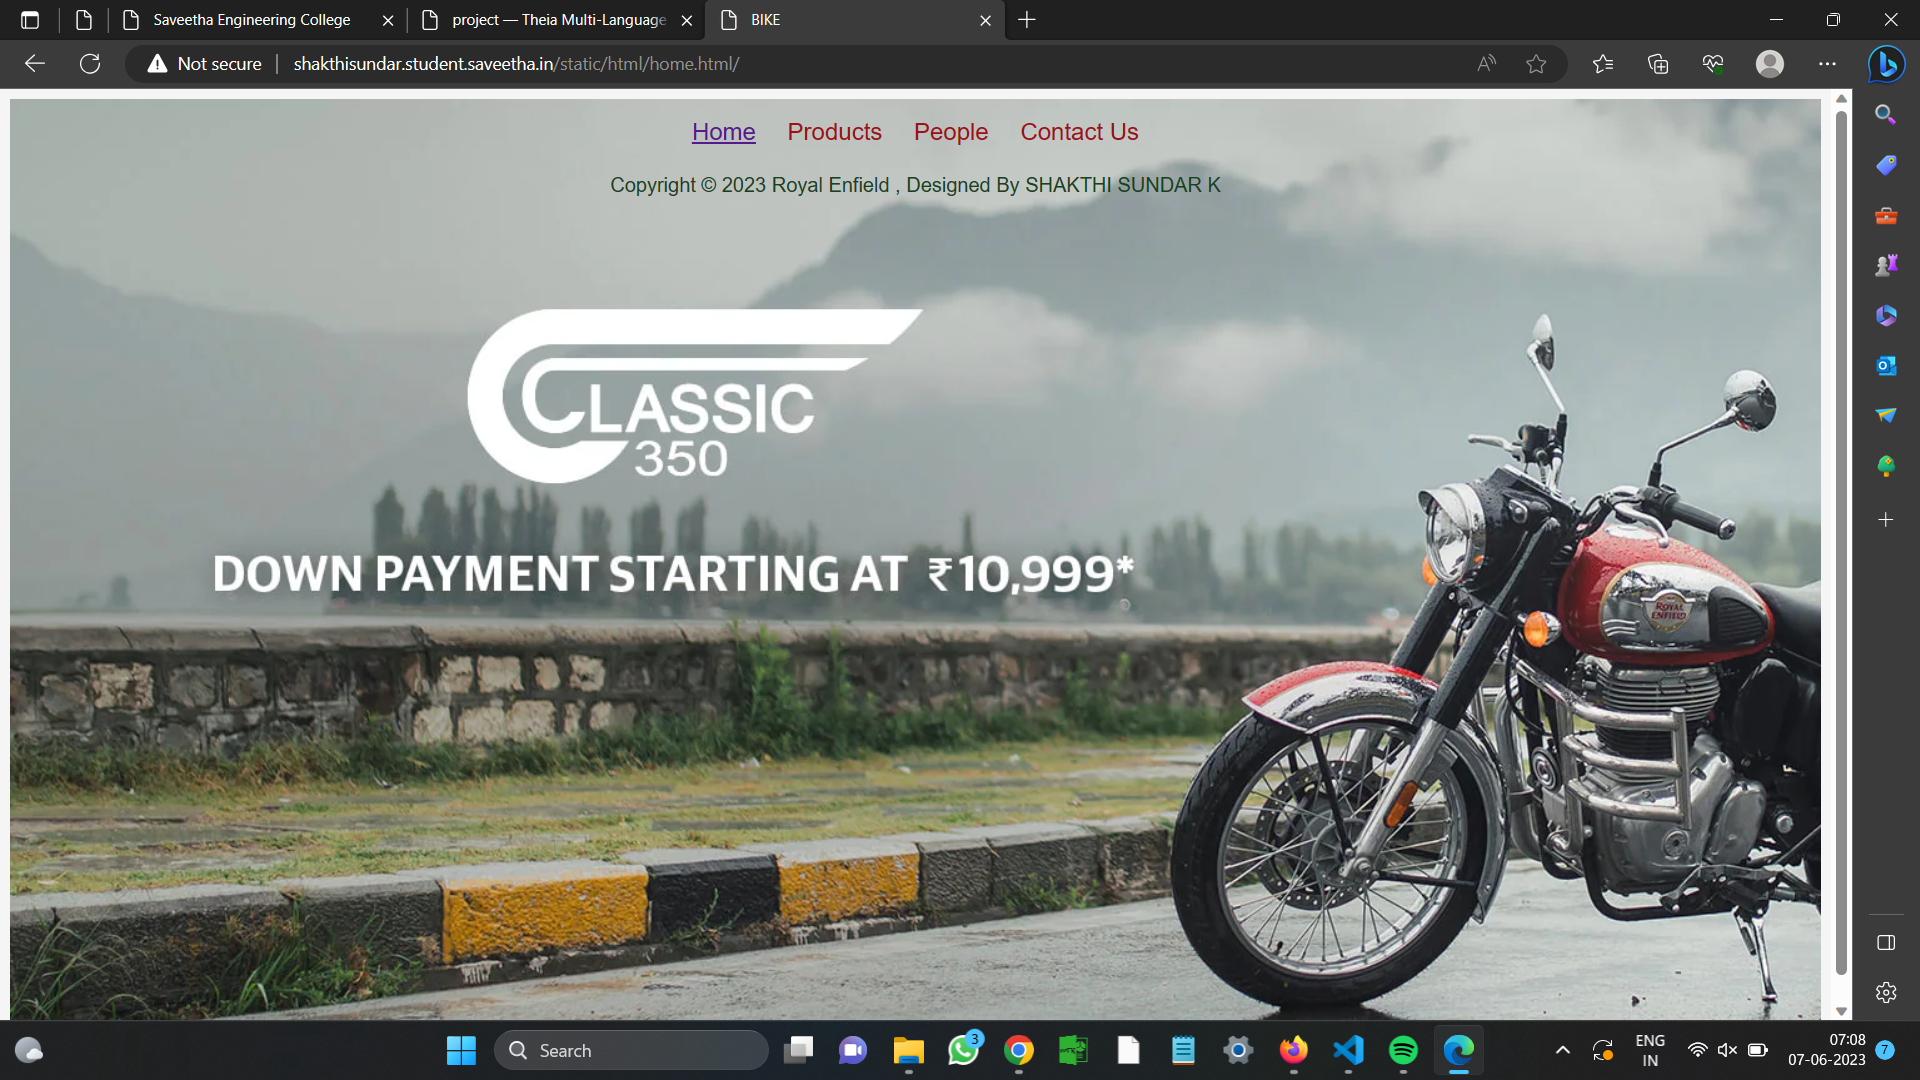 Saveetha Engineering College
project — Theia Multi-Language
BIKE
Not secure
shakthisundar.student.saveetha.in/static/html/home.html/
Home Products People Contact Us
Copyright © 2023 Royal Enfield , Designed By SHAKTHI SUNDAR K
CLASSIC
350
DOWN PAYMENT STARTING AT ₹10,999*
ROYAL
ENFIELD
Search
3
ENG
IN
07:08
07-06-2023
7